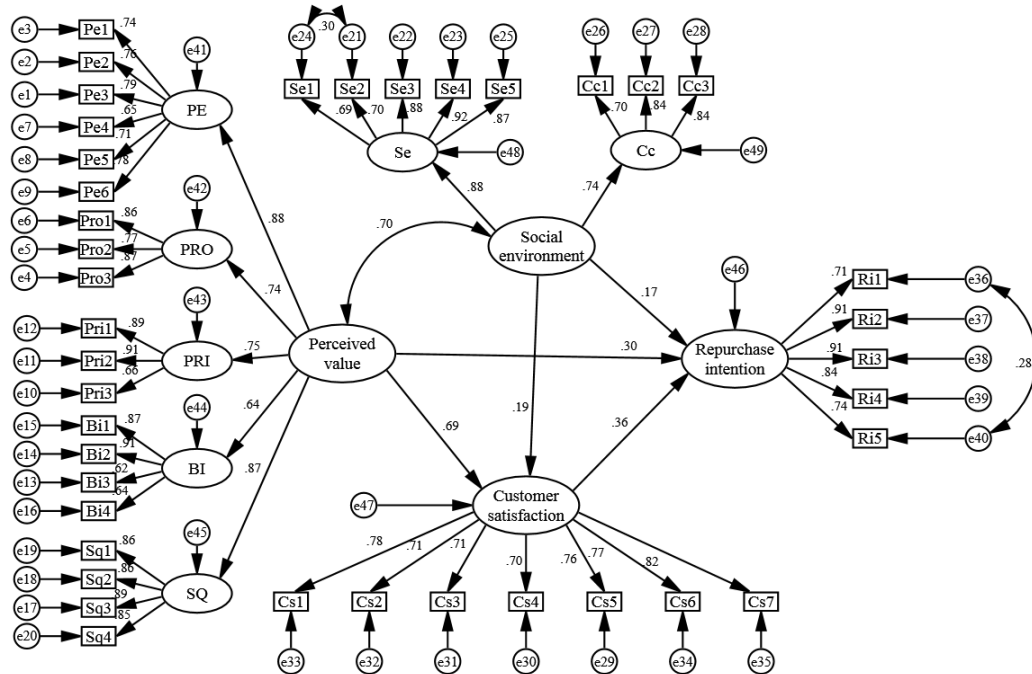 e3 Pe1 .74
e2 Pe2 .76
e1 Pe3 .79
e7 Pe4 .65
e8 Pe5 .71
e9 Pe6 .78
e41
PE
.88
e6 Pro1 .86
e5 Pro2 .77
e4 Pro3 .87
e42
PRO
.74
e12 Pri1 .89
e11 Pri2 .91
e10 Pri3 .66
e43
PRI
.75
e15 Bi1 .87
e14 Bi2 .91
e13 Bi3 .62
e16 Bi4 .64
e44
BI
.64
e19 Sq1 .86
e18 Sq2 .86
e17 Sq3 .89
e20 Sq4 .85
e45
SQ
.87
.30
e24 e21 e22 e23 e25
Se1 Se2 Se3 Se4 Se5
.69 .70 .88 .92 .87
Se
e48
.88
e26 e27 e28
Cc1 Cc2 Cc3
.70 .84 .84
Cc
e49
.74
.70
Social
environment
Perceived
value
.17
.30
.19
.69
.36
e46
Repurchase
intention
.71 Ri1 e36
.91 Ri2 e37
.91 Ri3 e38
.84 Ri4 e39
.74 Ri5 e40
.28
e47
Customer
satisfaction
.78 .71 .71 .70 .76 .77 .82
Cs1 Cs2 Cs3 Cs4 Cs5 Cs6 Cs7
e33 e32 e31 e30 e29 e34 e35